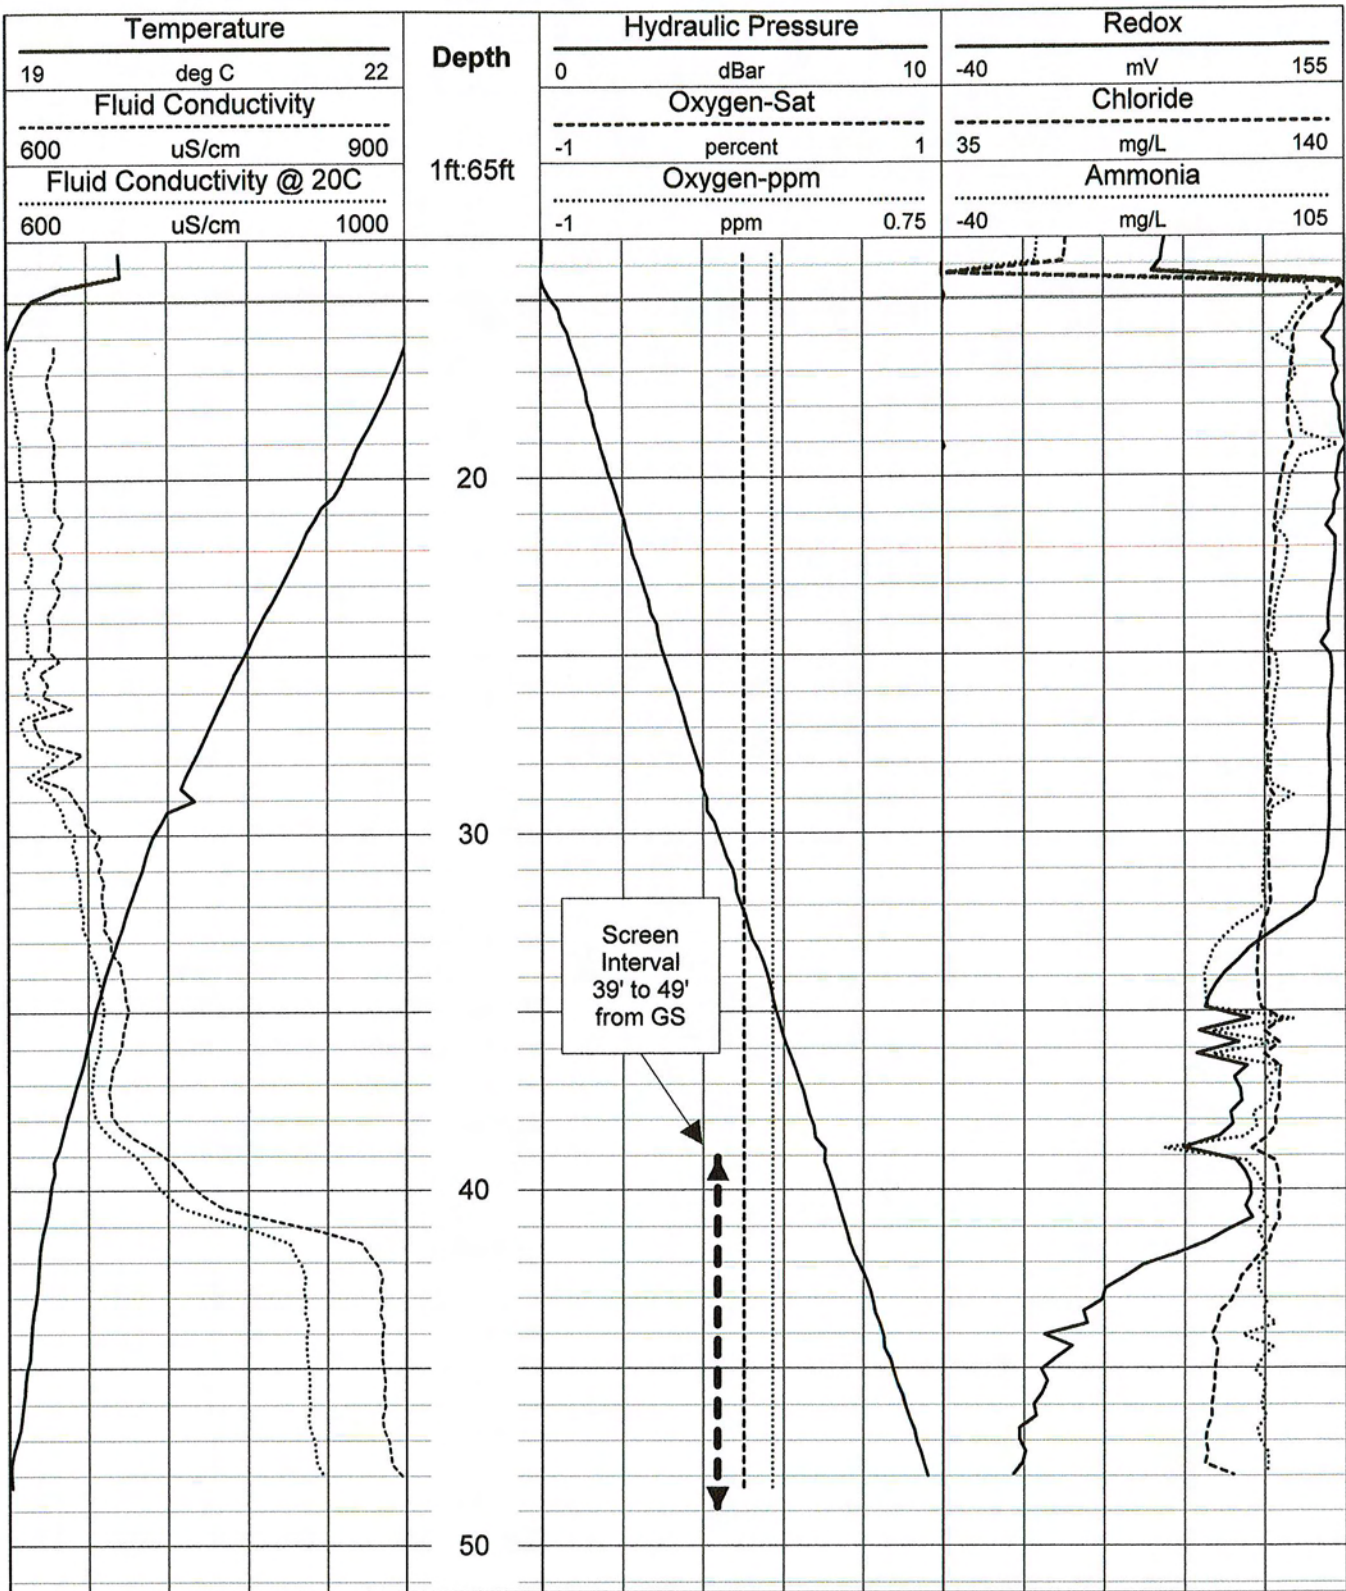 Temperature
19 deg C 22
Fluid Conductivity
600 uS/cm 900
Fluid Conductivity @ 20C
600 uS/cm 1000
Depth
1ft:65ft
Hydraulic Pressure
0 dBar 10
Oxygen-Sat
-1 percent 1
Oxygen-ppm
-1 ppm 0.75
Redox
-40 mV 155
Chloride
35 mg/L 140
Ammonia
-40 mg/L 105
20
30
40
50
Screen
Interval
39' to 49'
from GS